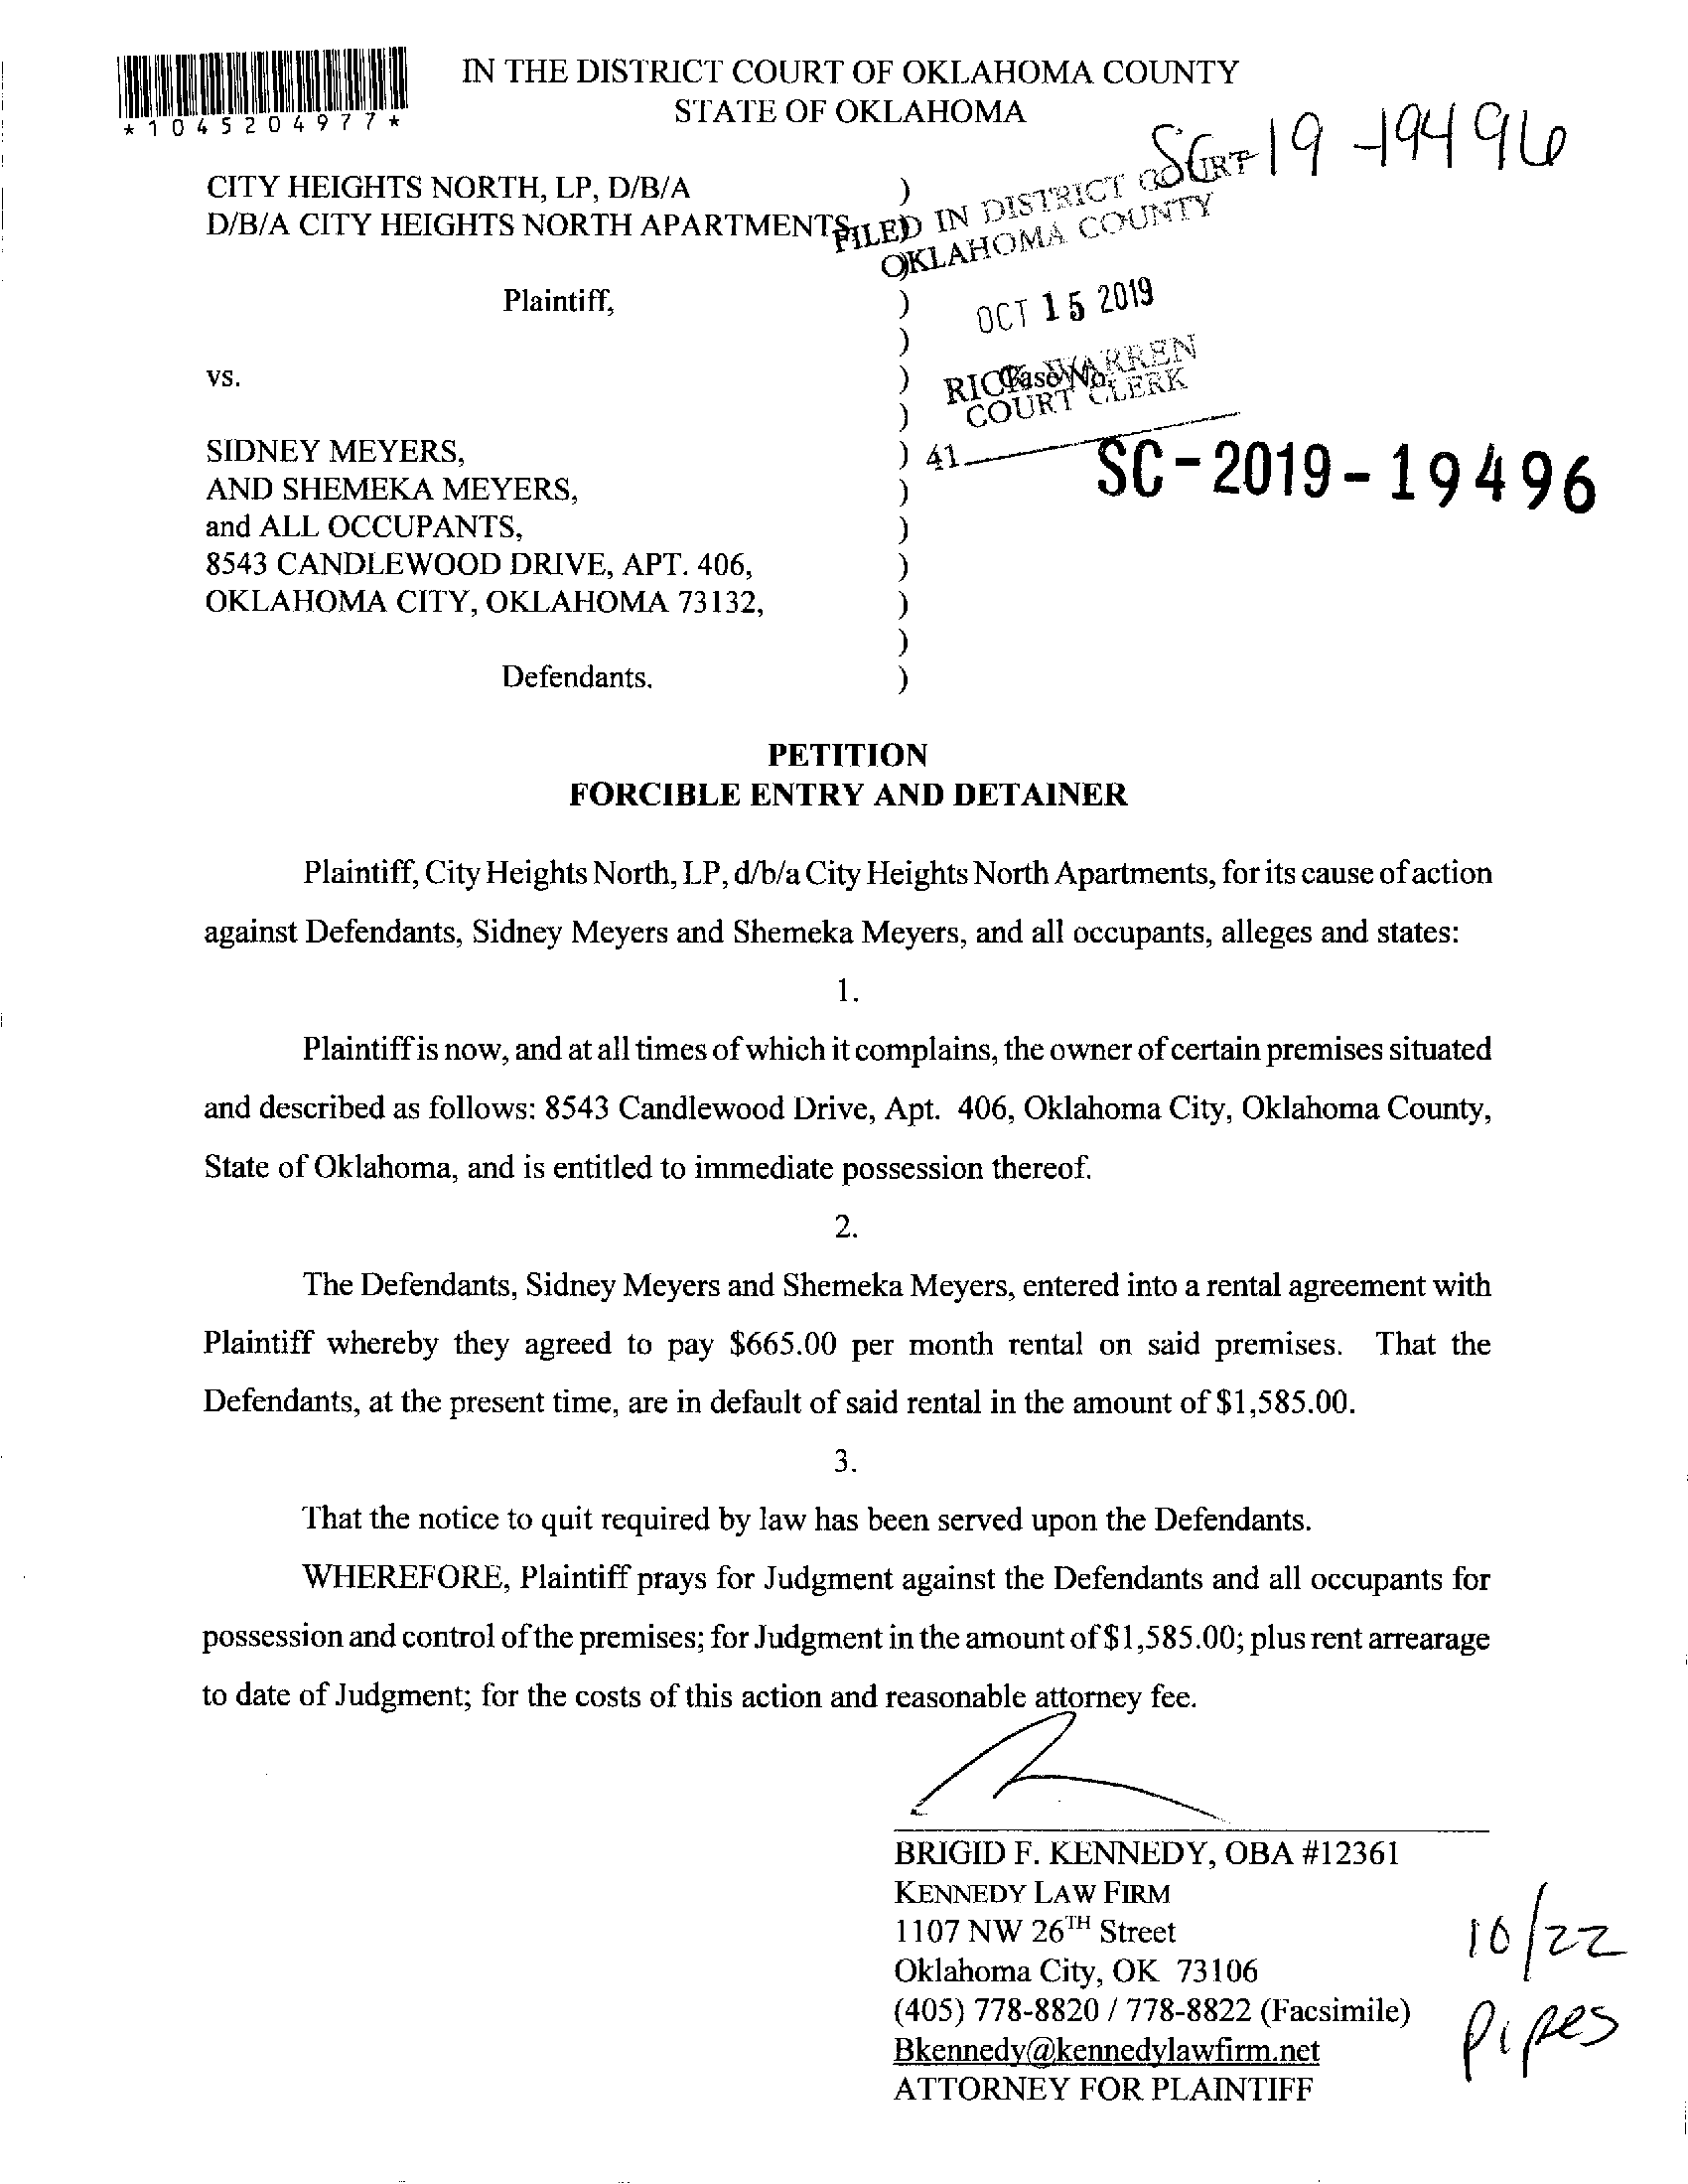 IN THE DISTRICT COURT OF OKLAHOMA COUNTY
STATE OF OKLAHOMA
*1045204977*
SC-19-19496
CITY HEIGHTS NORTH, LP, D/B/A )
D/B/A CITY HEIGHTS NORTH APARTMENTS )
FILED IN DISTRICT COURT
OKLAHOMA COUNTY
)
Plaintiff, )
OCT 15 2019
)
vs. )
RICK WARREN
Case No.
COURT CLERK
)
41
SC-2019-19496
SIDNEY MEYERS, )
AND SHEMEKA MEYERS, )
and ALL OCCUPANTS, )
8543 CANDLEWOOD DRIVE, APT. 406, )
OKLAHOMA CITY, OKLAHOMA 73132, )
)
Defendants. )
PETITION
FORCIBLE ENTRY AND DETAINER
Plaintiff, City Heights North, LP, d/b/a City Heights North Apartments, for its cause of action
against Defendants, Sidney Meyers and Shemeka Meyers, and all occupants, alleges and states:
1.
Plaintiff is now, and at all times of which it complains, the owner of certain premises situated
and described as follows: 8543 Candlewood Drive, Apt. 406, Oklahoma City, Oklahoma County,
State of Oklahoma, and is entitled to immediate possession thereof.
2.
The Defendants, Sidney Meyers and Shemeka Meyers, entered into a rental agreement with
Plaintiff whereby they agreed to pay $665.00 per month rental on said premises. That the
Defendants, at the present time, are in default of said rental in the amount of $1,585.00.
3.
That the notice to quit required by law has been served upon the Defendants.
WHEREFORE, Plaintiff prays for Judgment against the Defendants and all occupants for
possession and control of the premises; for Judgment in the amount of $1,585.00; plus rent arrearage
to date of Judgment; for the costs of this action and reasonable attorney fee.
BRIGID F. KENNEDY, OBA #12361
KENNEDY LAW FIRM
1107 NW 26TH Street
Oklahoma City, OK 73106
(405) 778-8820 / 778-8822 (Facsimile)
Bkennedy@kennedylawfirm.net
ATTORNEY FOR PLAINTIFF
10/22
Pipes